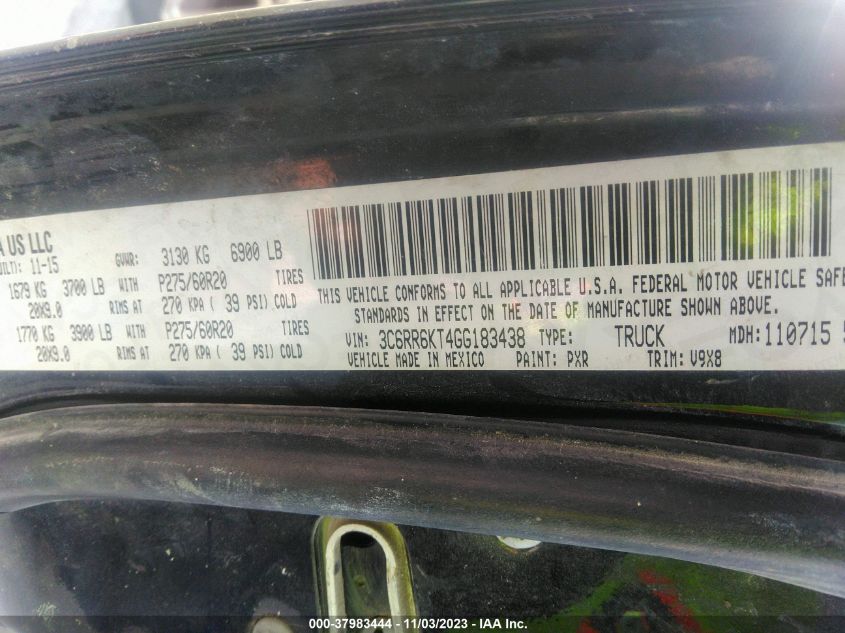 A US LLC
UILT: 11-15 GVWR: 3130 KG 6900 LB
1679 KG 3700 LB WITH P275/60R20 TIRES
20X9.0 RIMS AT 270 KPA ( 39 PSI) COLD
1770 KG 3900 LB WITH P275/60R20 TIRES
20X9.0 RIMS AT 270 KPA ( 39 PSI) COLD
THIS VEHICLE CONFORMS TO ALL APPLICABLE U.S.A. FEDERAL MOTOR VEHICLE SAFE
STANDARDS IN EFFECT ON THE DATE OF MANUFACTURE SHOWN ABOVE.
VIN: 3C6RR6KT4GG183438 TYPE: TRUCK MDH: 110715 5
VEHICLE MADE IN MEXICO PAINT: PXR TRIM: V9X8
000-37983444 - 11/03/2023 - IAA Inc.